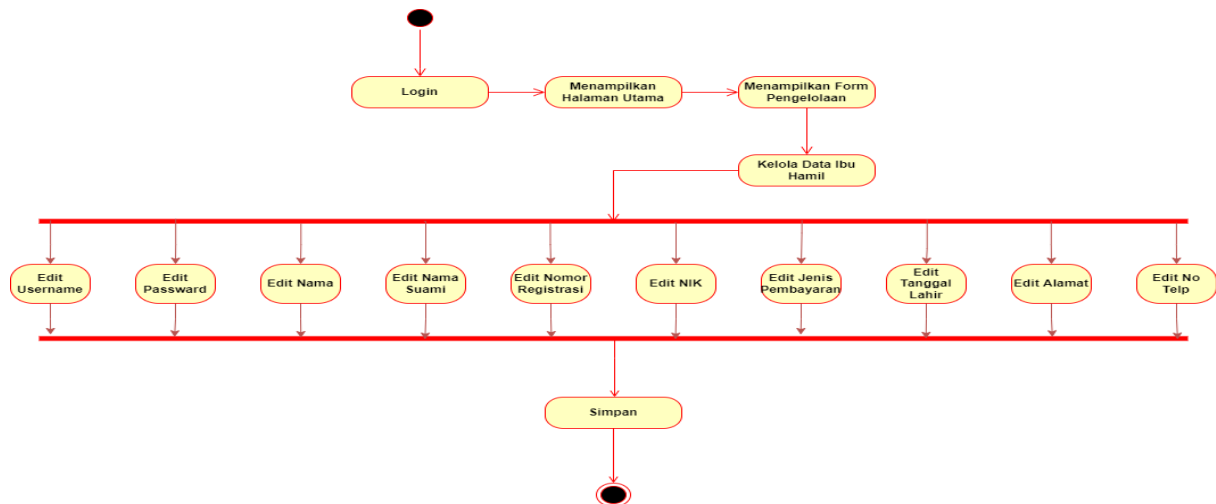 Login
Menampilkan
Halaman Utama
Menampilkan Form
Pengelolaan
Kelola Data Ibu
Hamil
Edit
Username
Edit
Passward
Edit Nama
Edit Nama
Suami
Edit Nomor
Registrasi
Edit NIK
Edit Jenis
Pembayaran
Edit
Tanggal
Lahir
Edit Alamat
Edit No
Telp
Simpan